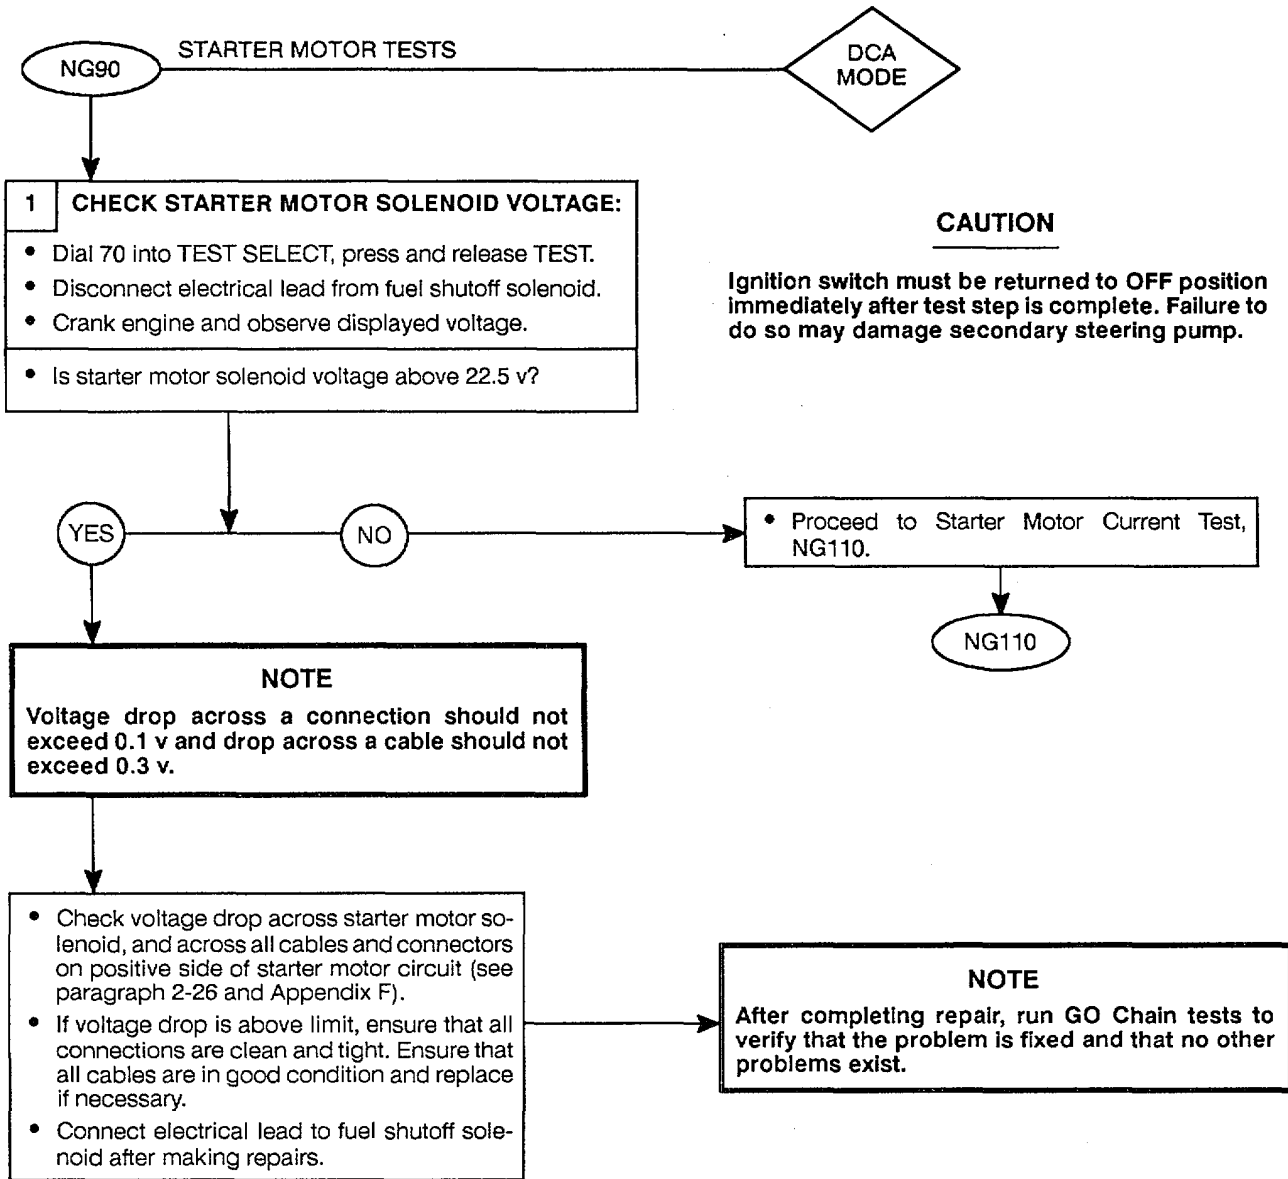 NG90
STARTER MOTOR TESTS
DCA
MODE
1
CHECK STARTER MOTOR SOLENOID VOLTAGE:
• Dial 70 into TEST SELECT, press and release TEST.
• Disconnect electrical lead from fuel shutoff solenoid.
• Crank engine and observe displayed voltage.
• Is starter motor solenoid voltage above 22.5 v?
CAUTION
Ignition switch must be returned to OFF position
immediately after test step is complete. Failure to
do so may damage secondary steering pump.
YES
NO
• Proceed to Starter Motor Current Test,
NG110.
NG110
NOTE
Voltage drop across a connection should not
exceed 0.1 v and drop across a cable should not
exceed 0.3 v.
• Check voltage drop across starter motor so-
lenoid, and across all cables and connectors
on positive side of starter motor circuit (see
paragraph 2-26 and Appendix F).
• If voltage drop is above limit, ensure that all
connections are clean and tight. Ensure that
all cables are in good condition and replace
if necessary.
• Connect electrical lead to fuel shutoff sole-
noid after making repairs.
NOTE
After completing repair, run GO Chain tests to
verify that the problem is fixed and that no other
problems exist.